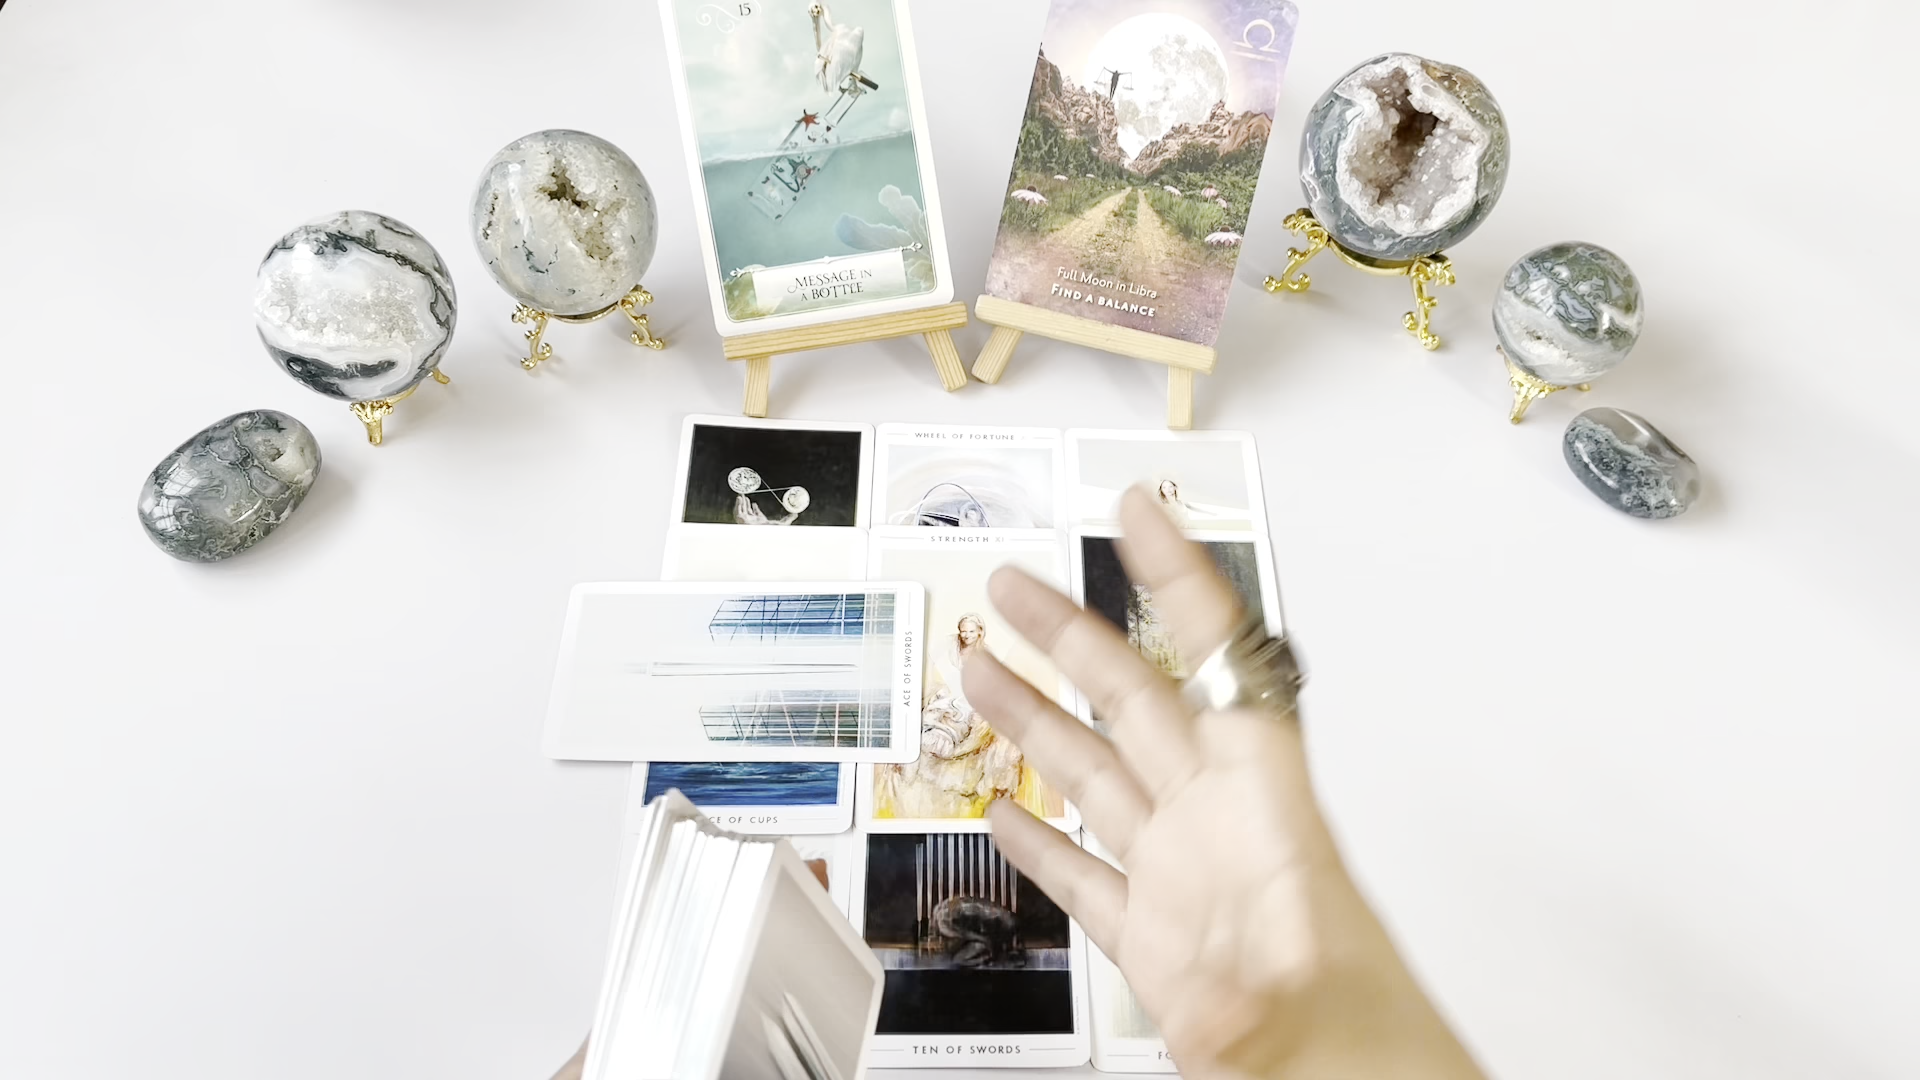 15
MESSAGE IN
A BOTTLE
Full Moon in Libra
FIND A BALANCE
WHEEL OF FORTUNE
STRENGTH XI
ACE OF SWORDS
OF CUPS
TEN OF SWORDS